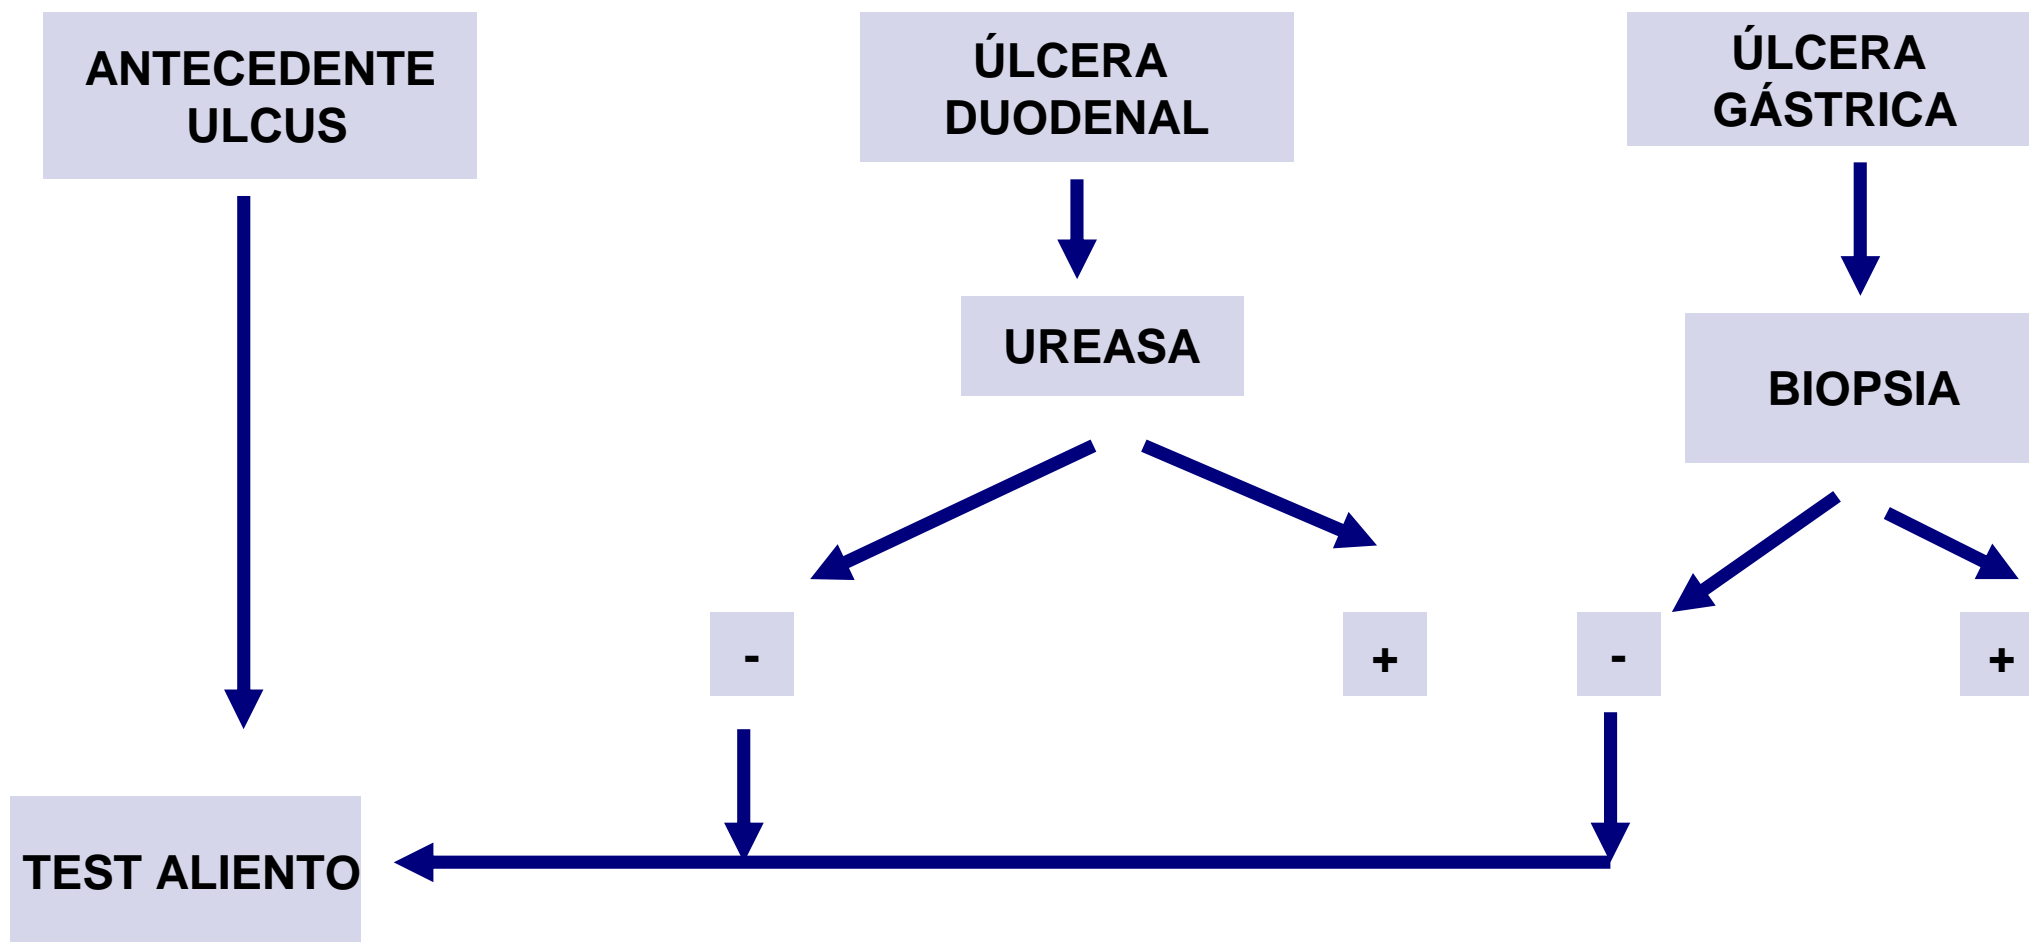 ANTECEDENTE
ULCUS
ÚLCERA
DUODENAL
ÚLCERA
GÁSTRICA
UREASA
BIOPSIA
-
+
-
+
TEST ALIENTO